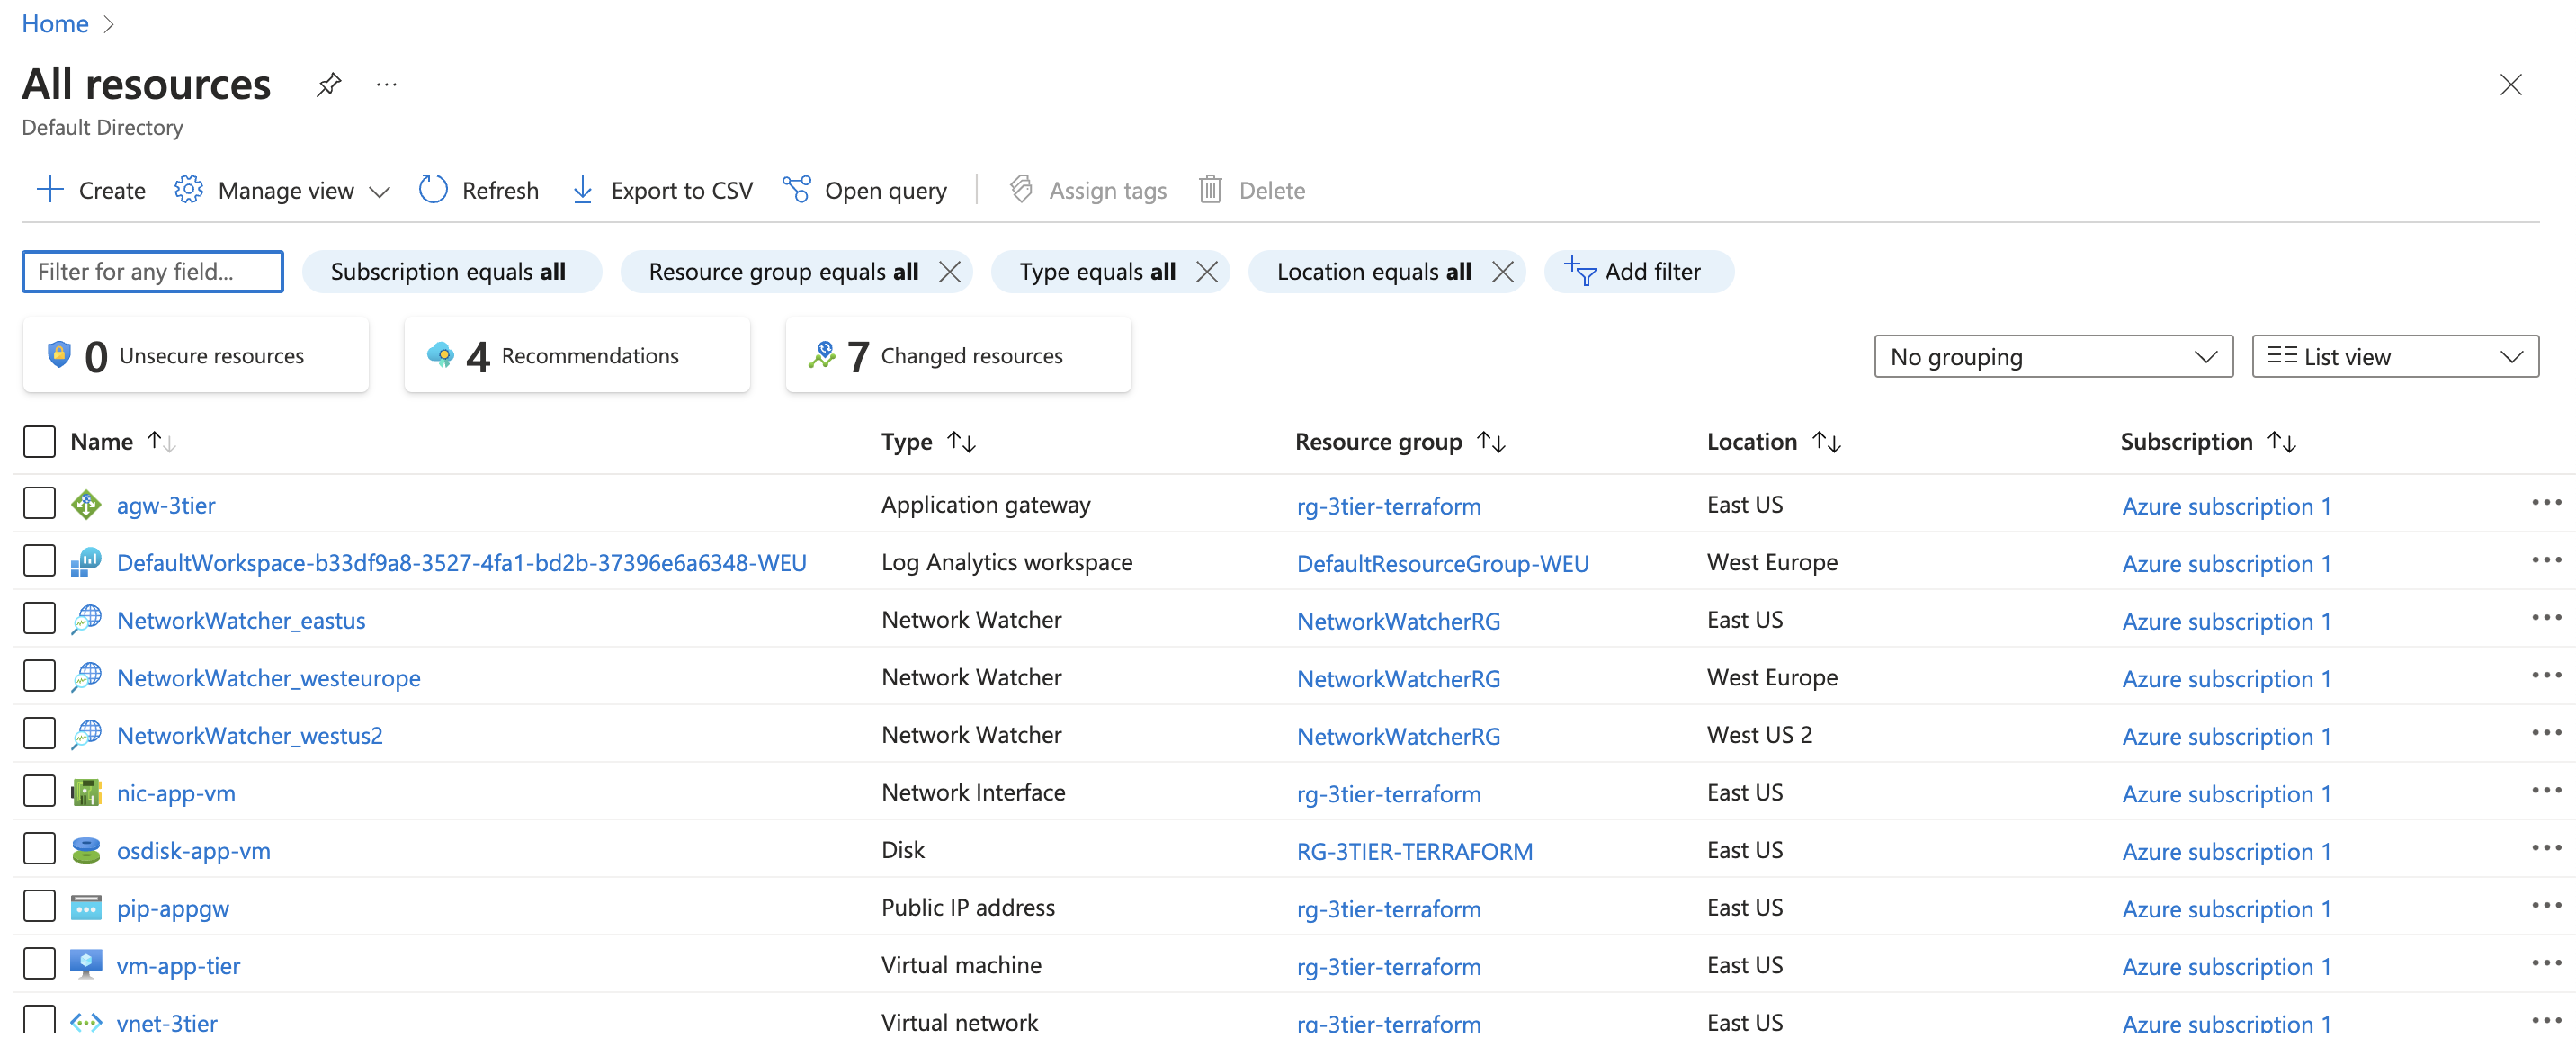 Home
All resources ...
Default Directory
Create Manage view Refresh Export to CSV Open query Assign tags Delete
Filter for any field... Subscription equals all Resource group equals all Type equals all Location equals all Add filter
0 Unsecure resources 4 Recommendations 7 Changed resources No grouping List view
Name Type Resource group Location Subscription
agw-3tier Application gateway rg-3tier-terraform East US Azure subscription 1 ...
DefaultWorkspace-b33df9a8-3527-4fa1-bd2b-37396e6a6348-WEU Log Analytics workspace DefaultResourceGroup-WEU West Europe Azure subscription 1 ...
NetworkWatcher_eastus Network Watcher NetworkWatcherRG East US Azure subscription 1 ...
NetworkWatcher_westeurope Network Watcher NetworkWatcherRG West Europe Azure subscription 1 ...
NetworkWatcher_westus2 Network Watcher NetworkWatcherRG West US 2 Azure subscription 1 ...
nic-app-vm Network Interface rg-3tier-terraform East US Azure subscription 1 ...
osdisk-app-vm Disk RG-3TIER-TERRAFORM East US Azure subscription 1 ...
pip-appgw Public IP address rg-3tier-terraform East US Azure subscription 1 ...
vm-app-tier Virtual machine rg-3tier-terraform East US Azure subscription 1 ...
vnet-3tier Virtual network rg-3tier-terraform East US Azure subscription 1 ...